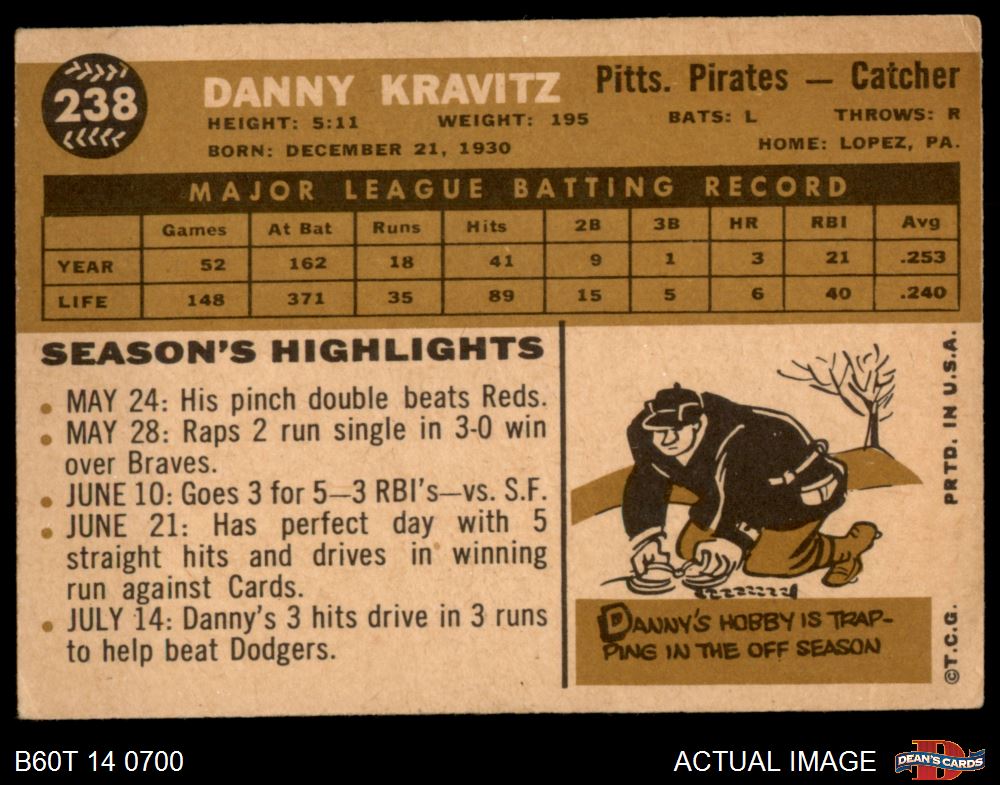 238
DANNY KRAVITZ
Pitts. Pirates — Catcher
HEIGHT: 5:11 WEIGHT: 195 BATS: L THROWS: R
BORN: DECEMBER 21, 1930 HOME: LOPEZ, PA.
MAJOR LEAGUE BATTING RECORD
Games At Bat Runs Hits 2B 3B HR RBI Avg
YEAR 52 162 18 41 9 1 3 21 .253
LIFE 148 371 35 89 15 5 6 40 .240
SEASON'S HIGHLIGHTS
• MAY 24: His pinch double beats Reds.
• MAY 28: Raps 2 run single in 3-0 win
over Braves.
• JUNE 10: Goes 3 for 5—3 RBI's—vs. S.F.
• JUNE 21: Has perfect day with 5
straight hits and drives in winning
run against Cards.
• JULY 14: Danny's 3 hits drive in 3 runs
to help beat Dodgers.
DANNY'S HOBBY IS TRAP-
PING IN THE OFF SEASON
©T.C.G. PRTD. IN U.S.A.
B60T 14 0700
ACTUAL IMAGE
DEAN'S CARDS